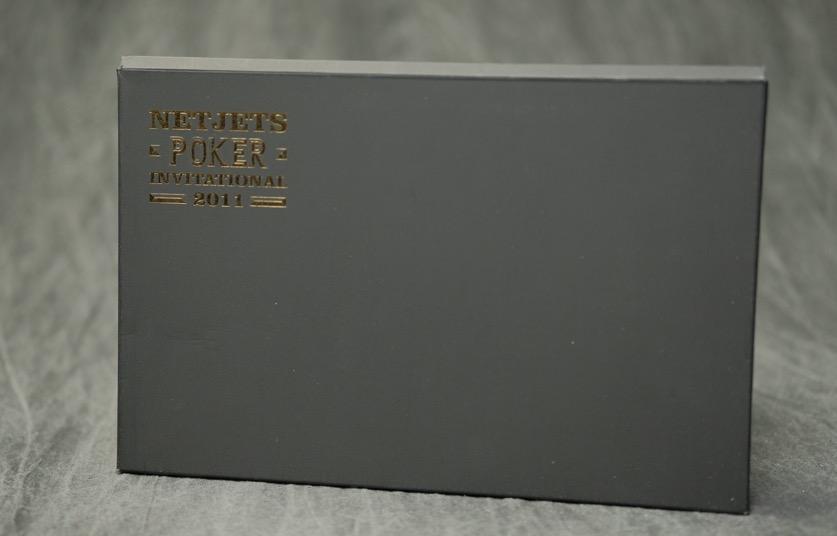 NETJETS
POKER
INVITATIONAL
2011